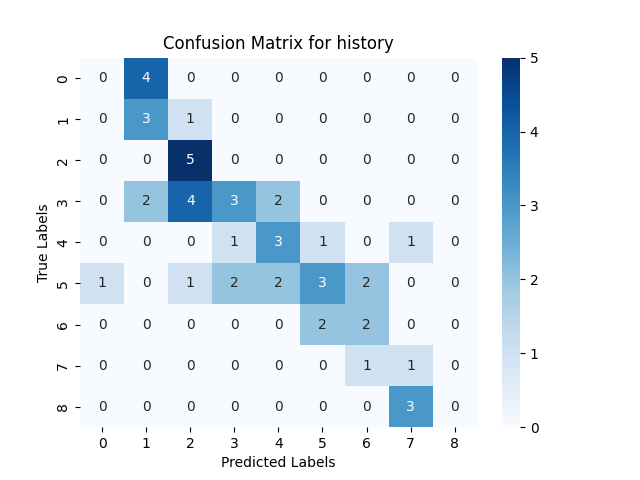 Confusion Matrix for history
0 0 4 0 0 0 0 0 0 0
1 0 3 1 0 0 0 0 0 0
2 0 0 5 0 0 0 0 0 0
3 0 2 4 3 2 0 0 0 0
4 0 0 0 1 3 1 0 1 0
5 1 0 1 2 2 3 2 0 0
6 0 0 0 0 0 2 2 0 0
7 0 0 0 0 0 0 1 1 0
8 0 0 0 0 0 0 0 3 0
0 1 2 3 4 5 6 7 8
Predicted Labels
True Labels
5
4
3
2
1
0